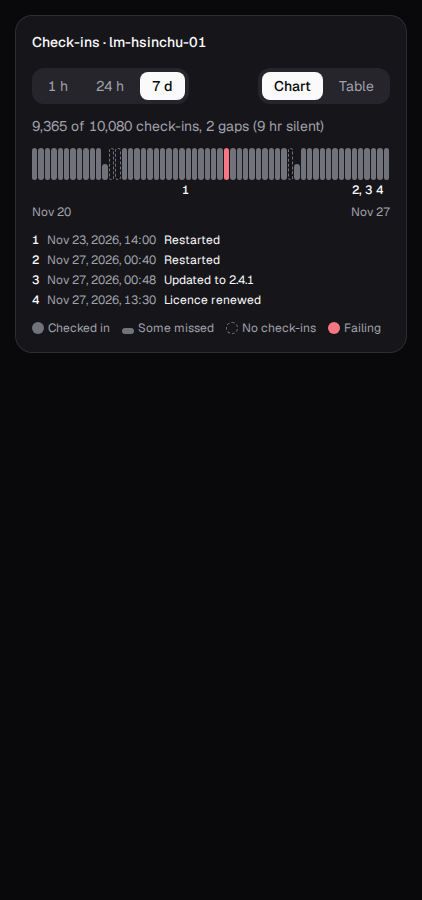 Check-ins · lm-hsinchu-01
1 h 24 h 7 d Chart Table
9,365 of 10,080 check-ins, 2 gaps (9 hr silent)
1 2, 3 4
Nov 20 Nov 27
1 Nov 23, 2026, 14:00 Restarted
2 Nov 27, 2026, 00:40 Restarted
3 Nov 27, 2026, 00:48 Updated to 2.4.1
4 Nov 27, 2026, 13:30 Licence renewed
Checked in Some missed No check-ins Failing